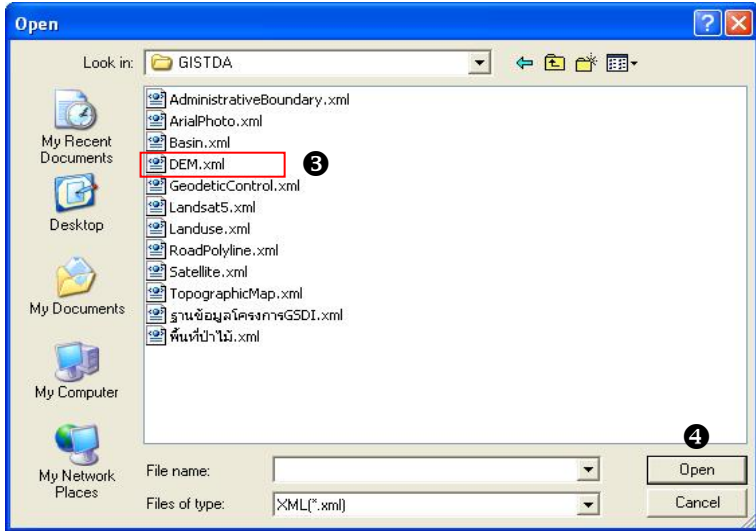 Open
Look in: GISTDA
My Recent
Documents
Desktop
My Documents
My Computer
My Network
Places
AdministrativeBoundary.xml
ArialPhoto.xml
Basin.xml
DEM.xml ❸
GeodeticControl.xml
Landsat5.xml
Landuse.xml
RoadPolyline.xml
Satellite.xml
TopographicMap.xml
ฐานข้อมูลโครงการGSDI.xml
พื้นที่ป่าไม้.xml
❹
File name: Open
Files of type: XML(*.xml) Cancel